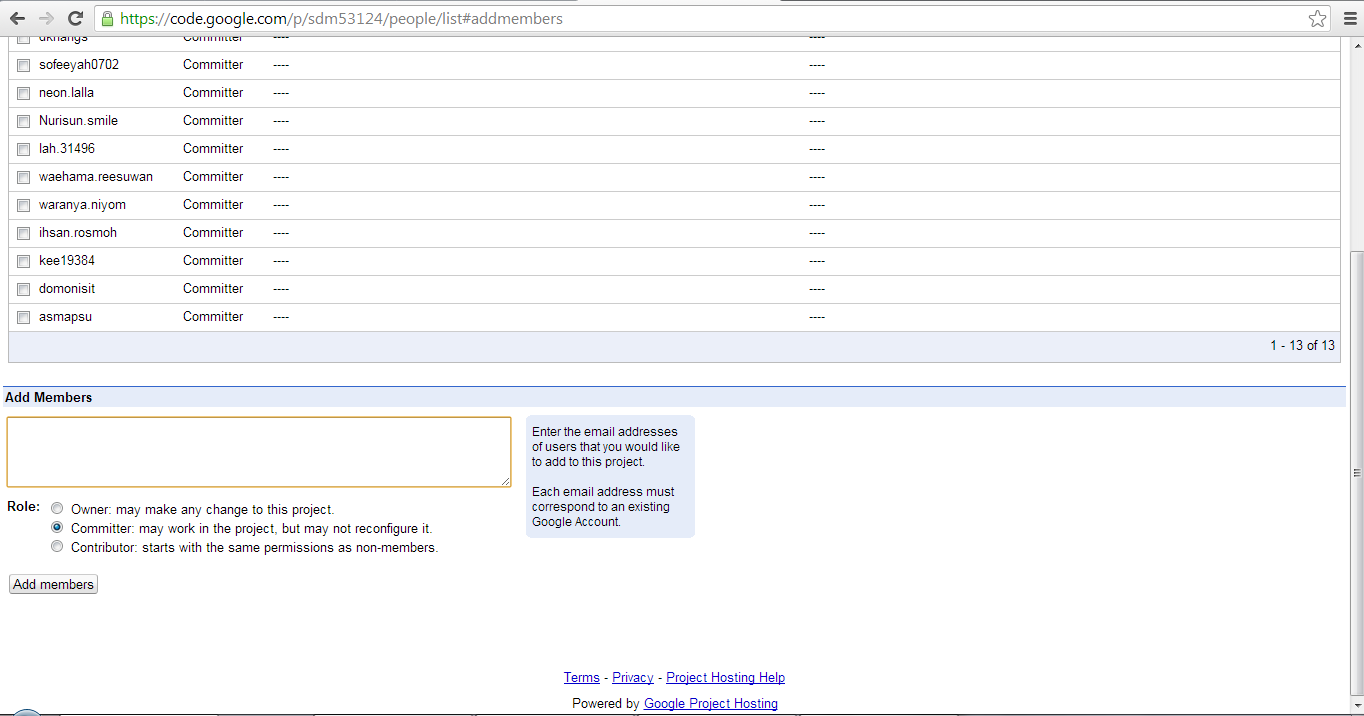 https://code.google.com/p/sdm53124/people/list#addmembers
dkhangs Committer ---- ----
sofeeyah0702 Committer ---- ----
neon.lalla Committer ---- ----
Nurisun.smile Committer ---- ----
lah.31496 Committer ---- ----
waehama.reesuwan Committer ---- ----
waranya.niyom Committer ---- ----
ihsan.rosmoh Committer ---- ----
kee19384 Committer ---- ----
domonisit Committer ---- ----
asmapsu Committer ---- ----
1 - 13 of 13
Add Members
Enter the email addresses
of users that you would like
to add to this project.
Each email address must
correspond to an existing
Google Account.
Role:
Owner: may make any change to this project.
Committer: may work in the project, but may not reconfigure it.
Contributor: starts with the same permissions as non-members.
Add members
Terms - Privacy - Project Hosting Help
Powered by Google Project Hosting